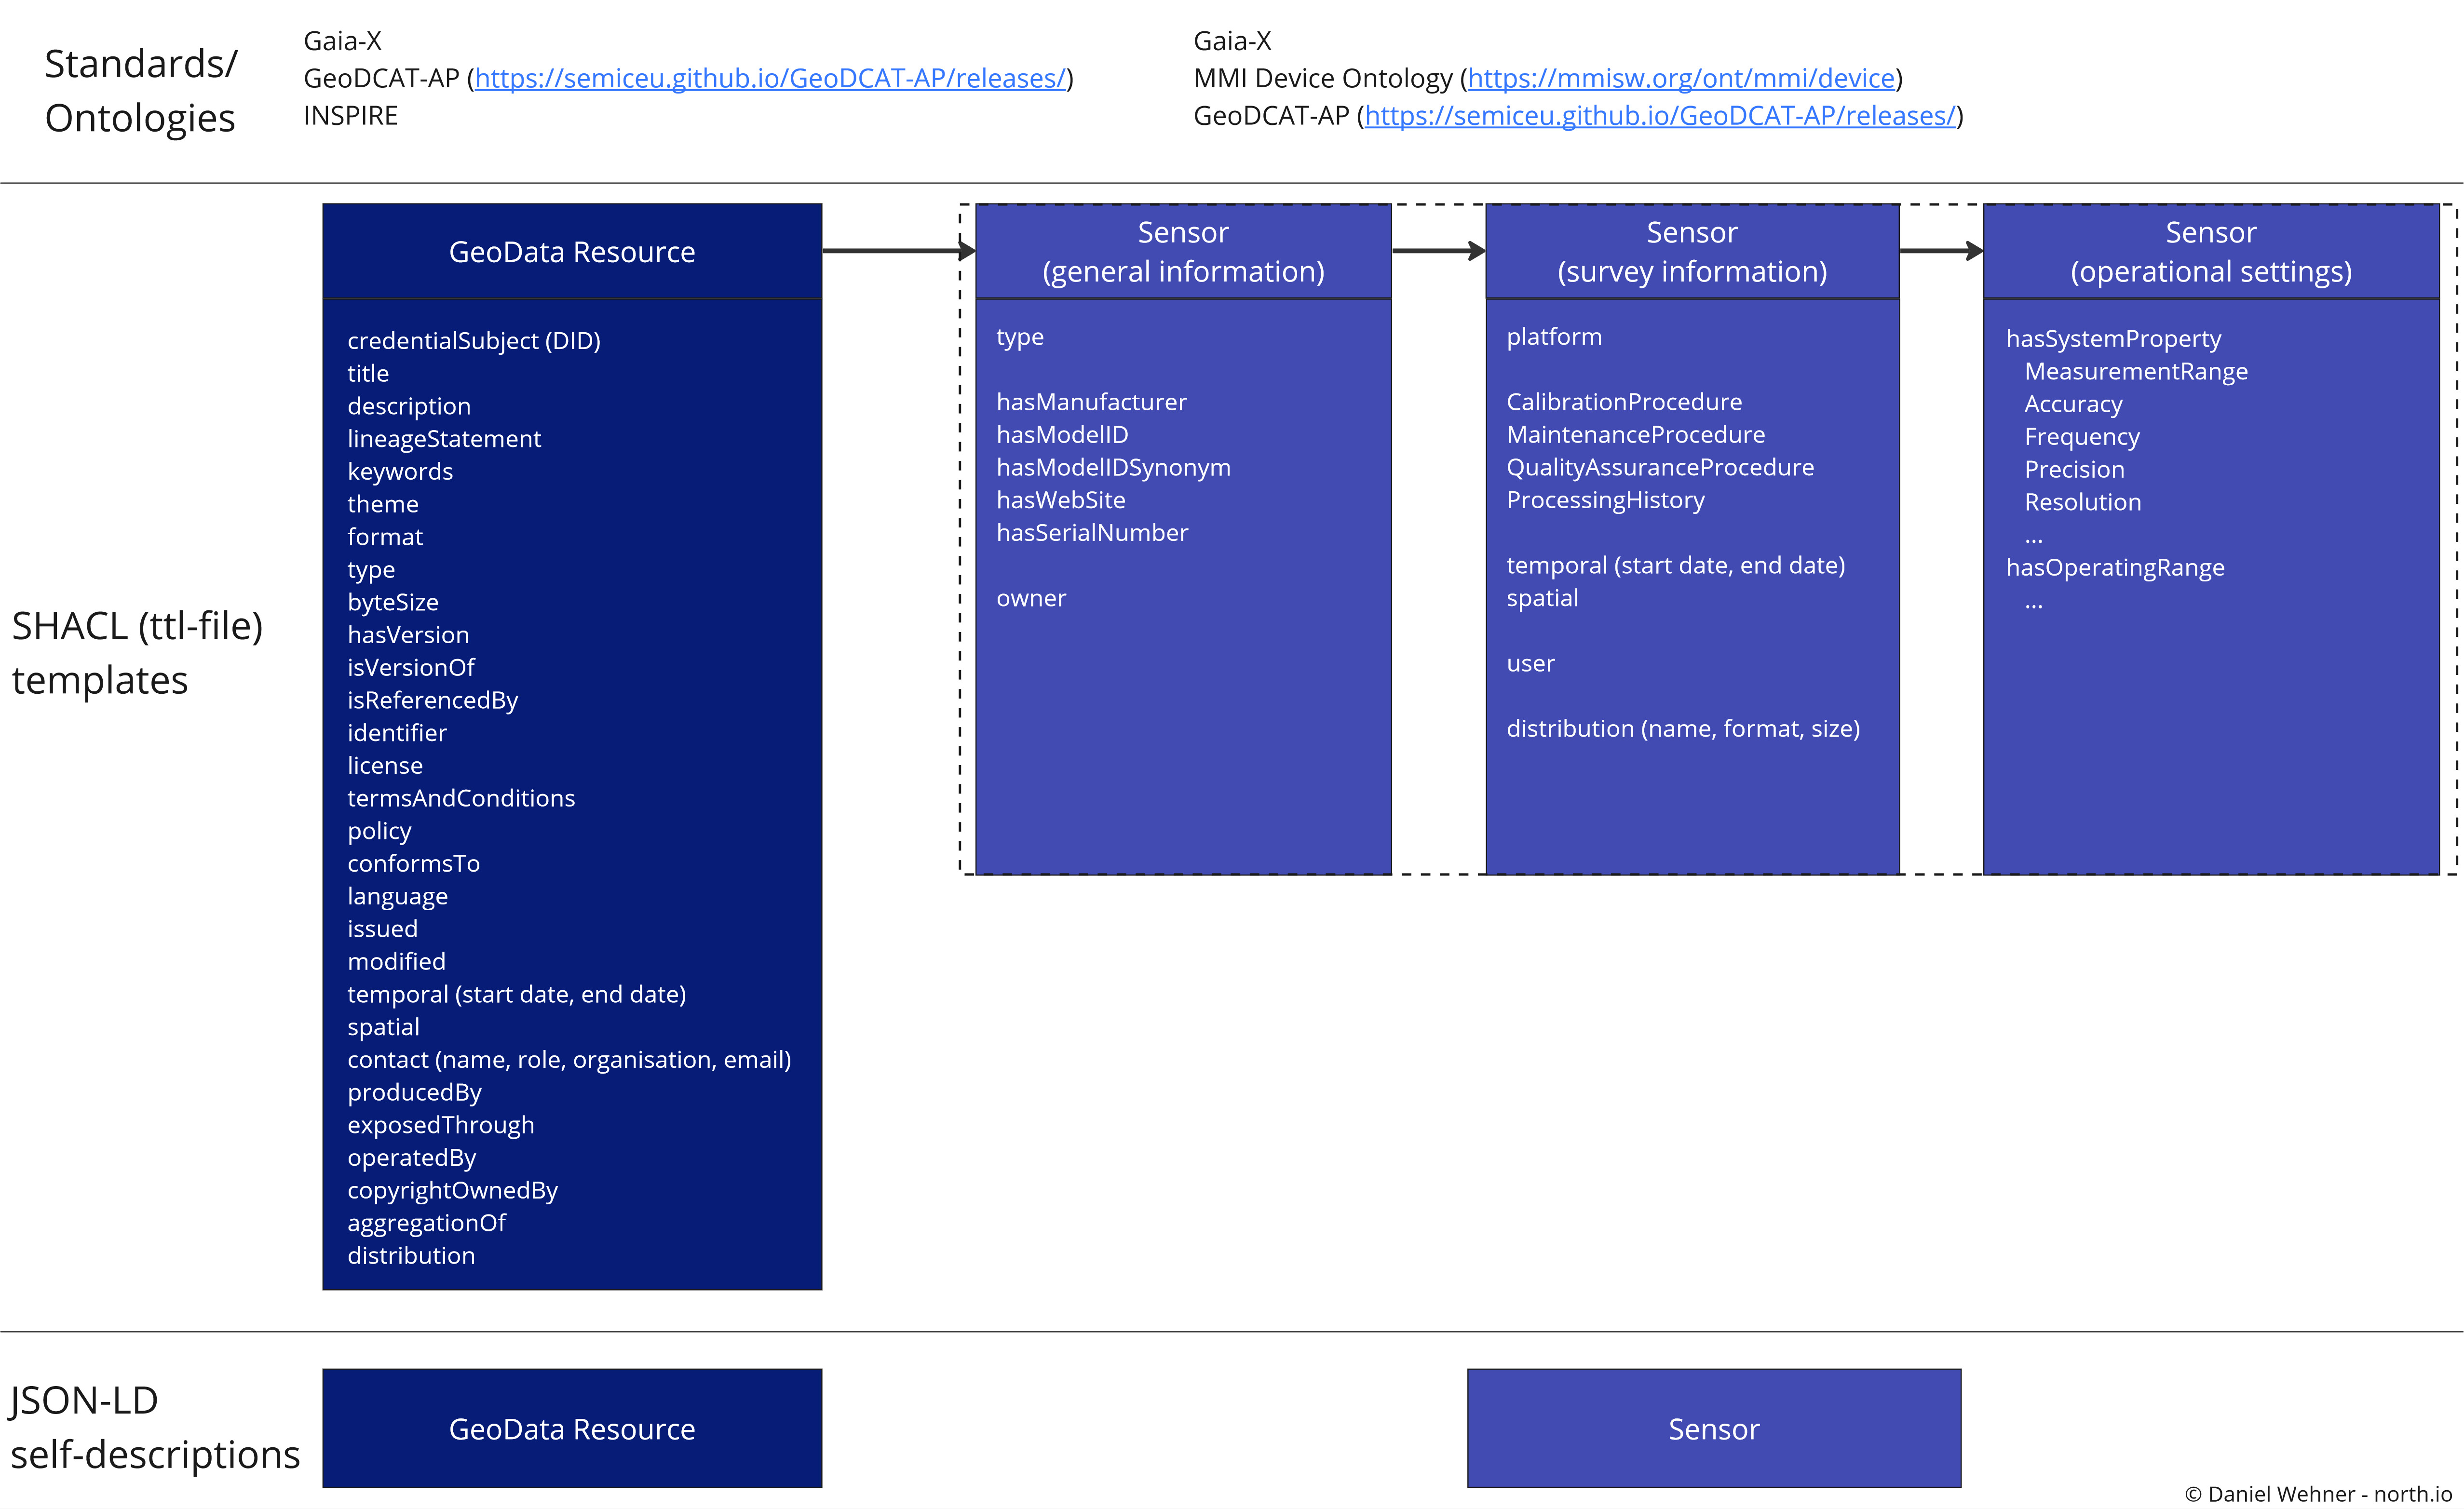 Standards/
Ontologies
Gaia-X
GeoDCAT-AP (https://semiceu.github.io/GeoDCAT-AP/releases/)
INSPIRE
Gaia-X
MMI Device Ontology (https://mmisw.org/ont/mmi/device)
GeoDCAT-AP (https://semiceu.github.io/GeoDCAT-AP/releases/)
SHACL (ttl-file)
templates
GeoData Resource
credentialSubject (DID)
title
description
lineageStatement
keywords
theme
format
type
byteSize
hasVersion
isVersionOf
isReferencedBy
identifier
license
termsAndConditions
policy
conformsTo
language
issued
modified
temporal (start date, end date)
spatial
contact (name, role, organisation, email)
producedBy
exposedThrough
operatedBy
copyrightOwnedBy
aggregationOf
distribution
Sensor
(general information)
type
hasManufacturer
hasModelID
hasModelIDSynonym
hasWebSite
hasSerialNumber
owner
Sensor
(survey information)
platform
CalibrationProcedure
MaintenanceProcedure
QualityAssuranceProcedure
ProcessingHistory
temporal (start date, end date)
spatial
user
distribution (name, format, size)
Sensor
(operational settings)
hasSystemProperty
MeasurementRange
Accuracy
Frequency
Precision
Resolution
...
hasOperatingRange
...
JSON-LD
self-descriptions
GeoData Resource
Sensor
© Daniel Wehner - north.io